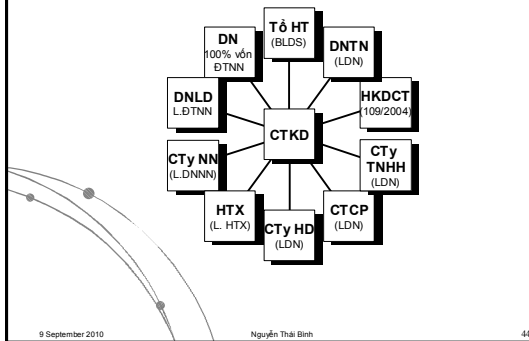 Tổ HT
(BLDS)
DN
100% vốn
ĐTNN
DNTN
(LDN)
DNLD
L.ĐTNN
HKDCT
(109/2004)
CTKD
CTy NN
(L.DNNN)
CTy
TNHH
(LDN)
HTX
(L. HTX)
CTy HD
(LDN)
CTCP
(LDN)
9 September 2010
Nguyễn Thái Bình
44